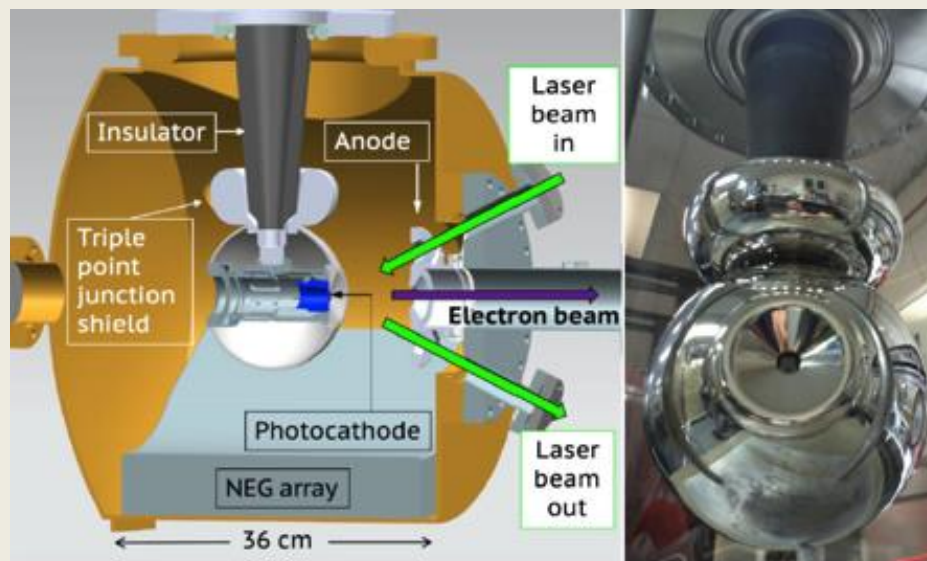 Insulator
Anode
Laser
beam
in
Triple
point
junction
shield
Electron beam
Photocathode
NEG array
Laser
beam
out
36 cm